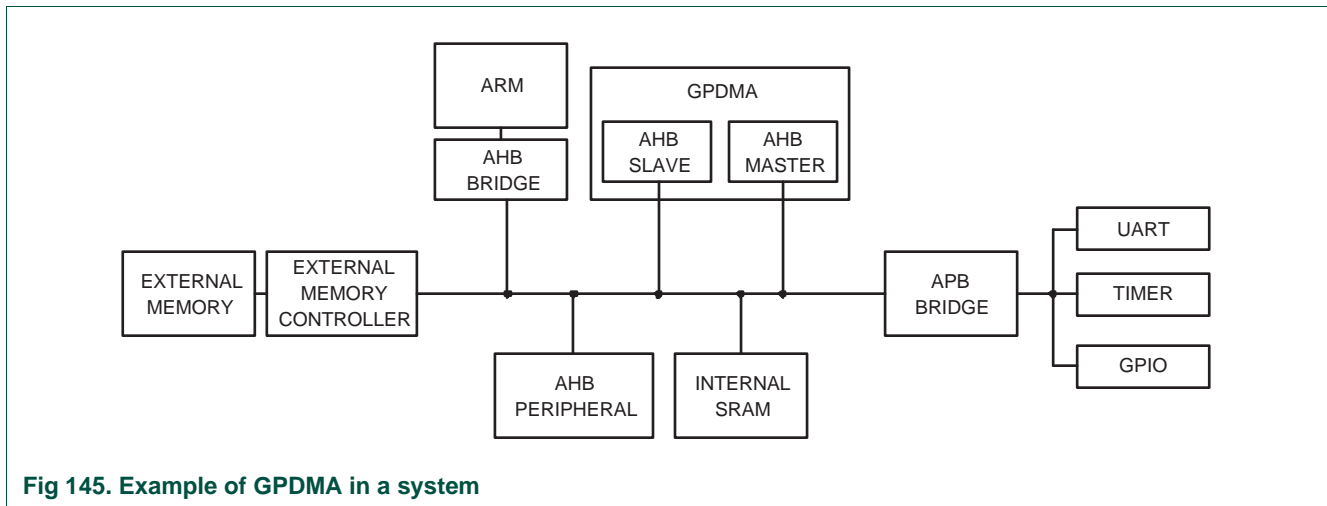 ARM
GPDMA
AHB
BRIDGE
AHB
SLAVE
AHB
MASTER
UART
EXTERNAL
MEMORY
EXTERNAL
MEMORY
CONTROLLER
APB
BRIDGE
TIMER
AHB
PERIPHERAL
INTERNAL
SRAM
GPIO
Fig 145. Example of GPDMA in a system